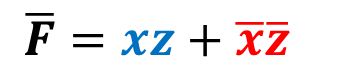 F̅ = xz + x̅z̅